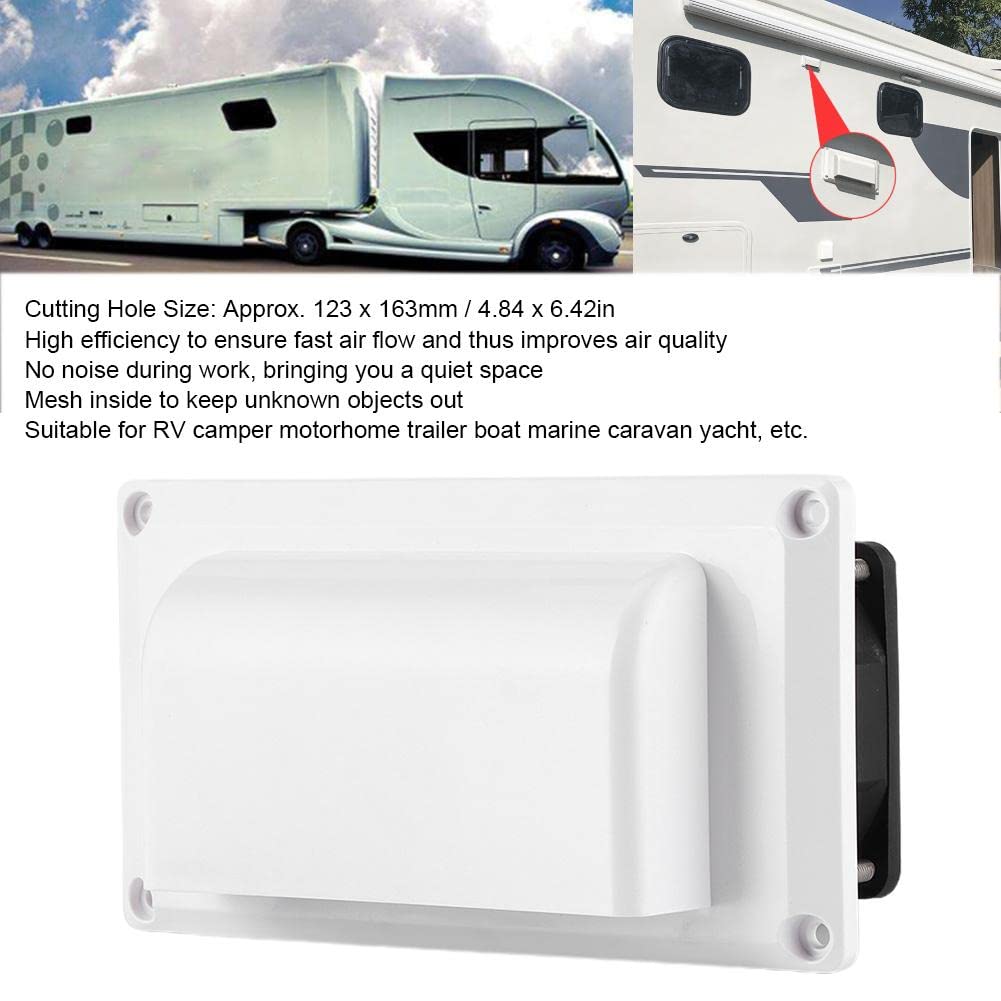 Cutting Hole Size: Approx. 123 x 163mm / 4.84 x 6.42in
High efficiency to ensure fast air flow and thus improves air quality
No noise during work, bringing you a quiet space
Mesh inside to keep unknown objects out
Suitable for RV camper motorhome trailer boat marine caravan yacht, etc.